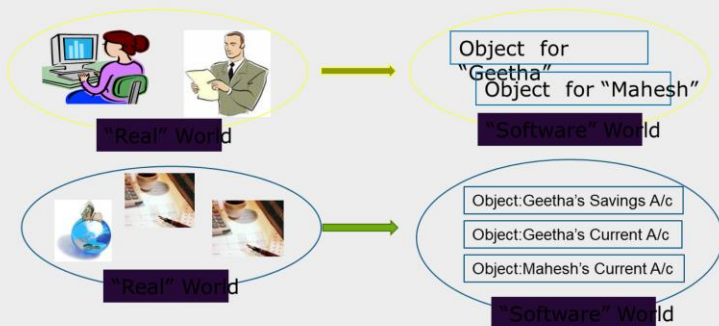 Object for
"Geetha"
Object for "Mahesh"
"Real" World
"Software" World
Object:Geetha's Savings A/c
Object:Geetha's Current A/c
Object:Mahesh's Current A/c
"Real" World
"Software" World